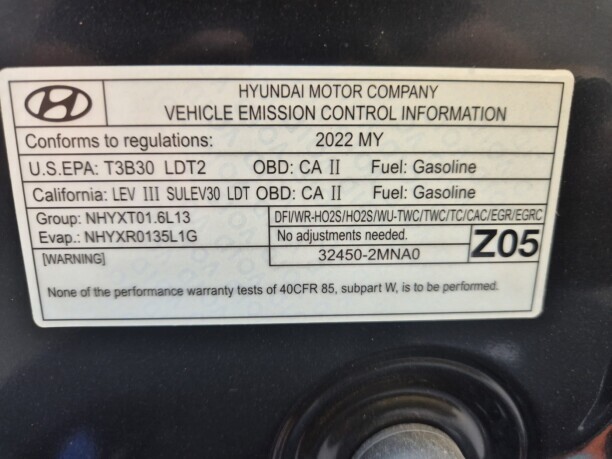 HYUNDAI MOTOR COMPANY
VEHICLE EMISSION CONTROL INFORMATION
Conforms to regulations: 2022 MY
U.S.EPA: T3B30 LDT2 OBD: CA II Fuel: Gasoline
California: LEV III SULEV30 LDT OBD: CA II Fuel: Gasoline
Group: NHYXT01.6L13
Evap.: NHYXR0135L1G
DFI/WR-HO2S/HO2S/WU-TWC/TWC/TC/CAC/EGR/EGRC
No adjustments needed.
32450-2MNA0
Z05
[WARNING]
None of the performance warranty tests of 40CFR 85, subpart W, is to be used.